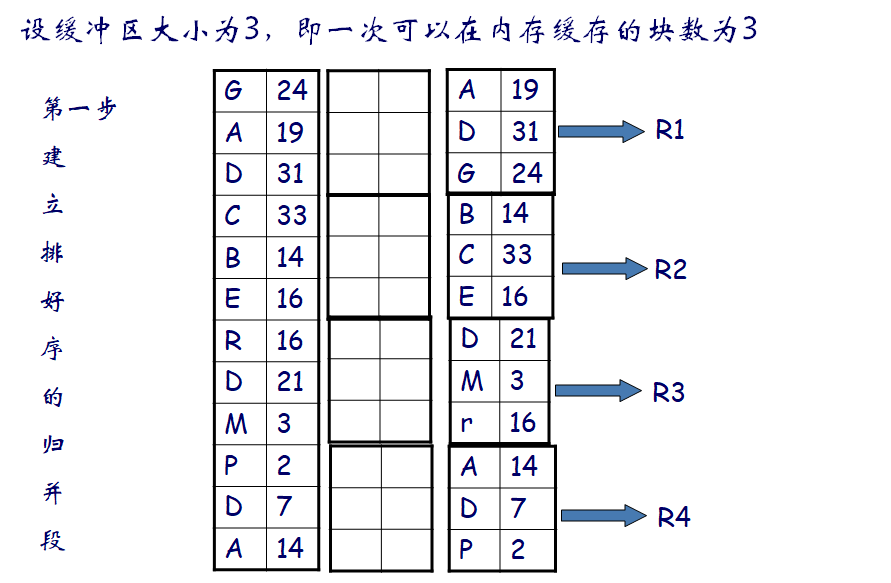 设缓冲区大小为3，即一次可以在内存缓存的块数为3
第一步建立排好序的归并段
G 24
A 19
D 31
C 33
B 14
E 16
R 16
D 21
M 3
P 2
D 7
A 14
A 19
D 31
G 24
R1
B 14
C 33
E 16
R2
D 21
M 3
r 16
R3
A 14
D 7
P 2
R4